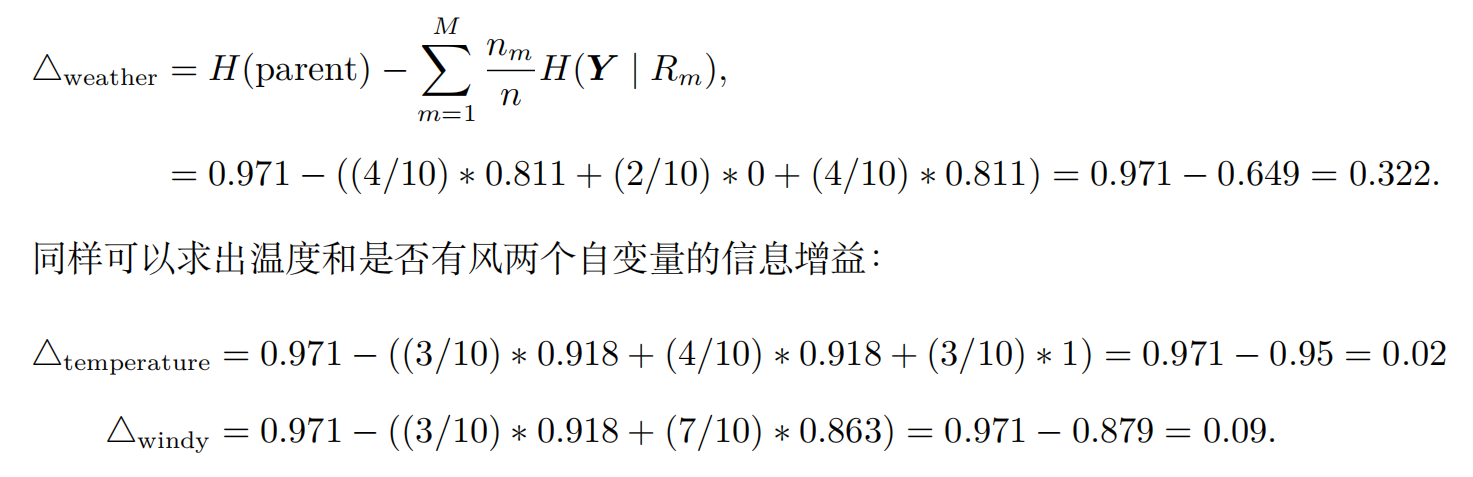 △weather = H(parent) − ∑_{m=1}^{M} n_m/n H(Y | R_m),
= 0.971 − ((4/10) ∗ 0.811 + (2/10) ∗ 0 + (4/10) ∗ 0.811) = 0.971 − 0.649 = 0.322.
同样可以求出温度和是否有风两个自变量的信息增益：
△temperature = 0.971 − ((3/10) ∗ 0.918 + (4/10) ∗ 0.918 + (3/10) ∗ 1) = 0.971 − 0.95 = 0.02
△windy = 0.971 − ((3/10) ∗ 0.918 + (7/10) ∗ 0.863) = 0.971 − 0.879 = 0.09.